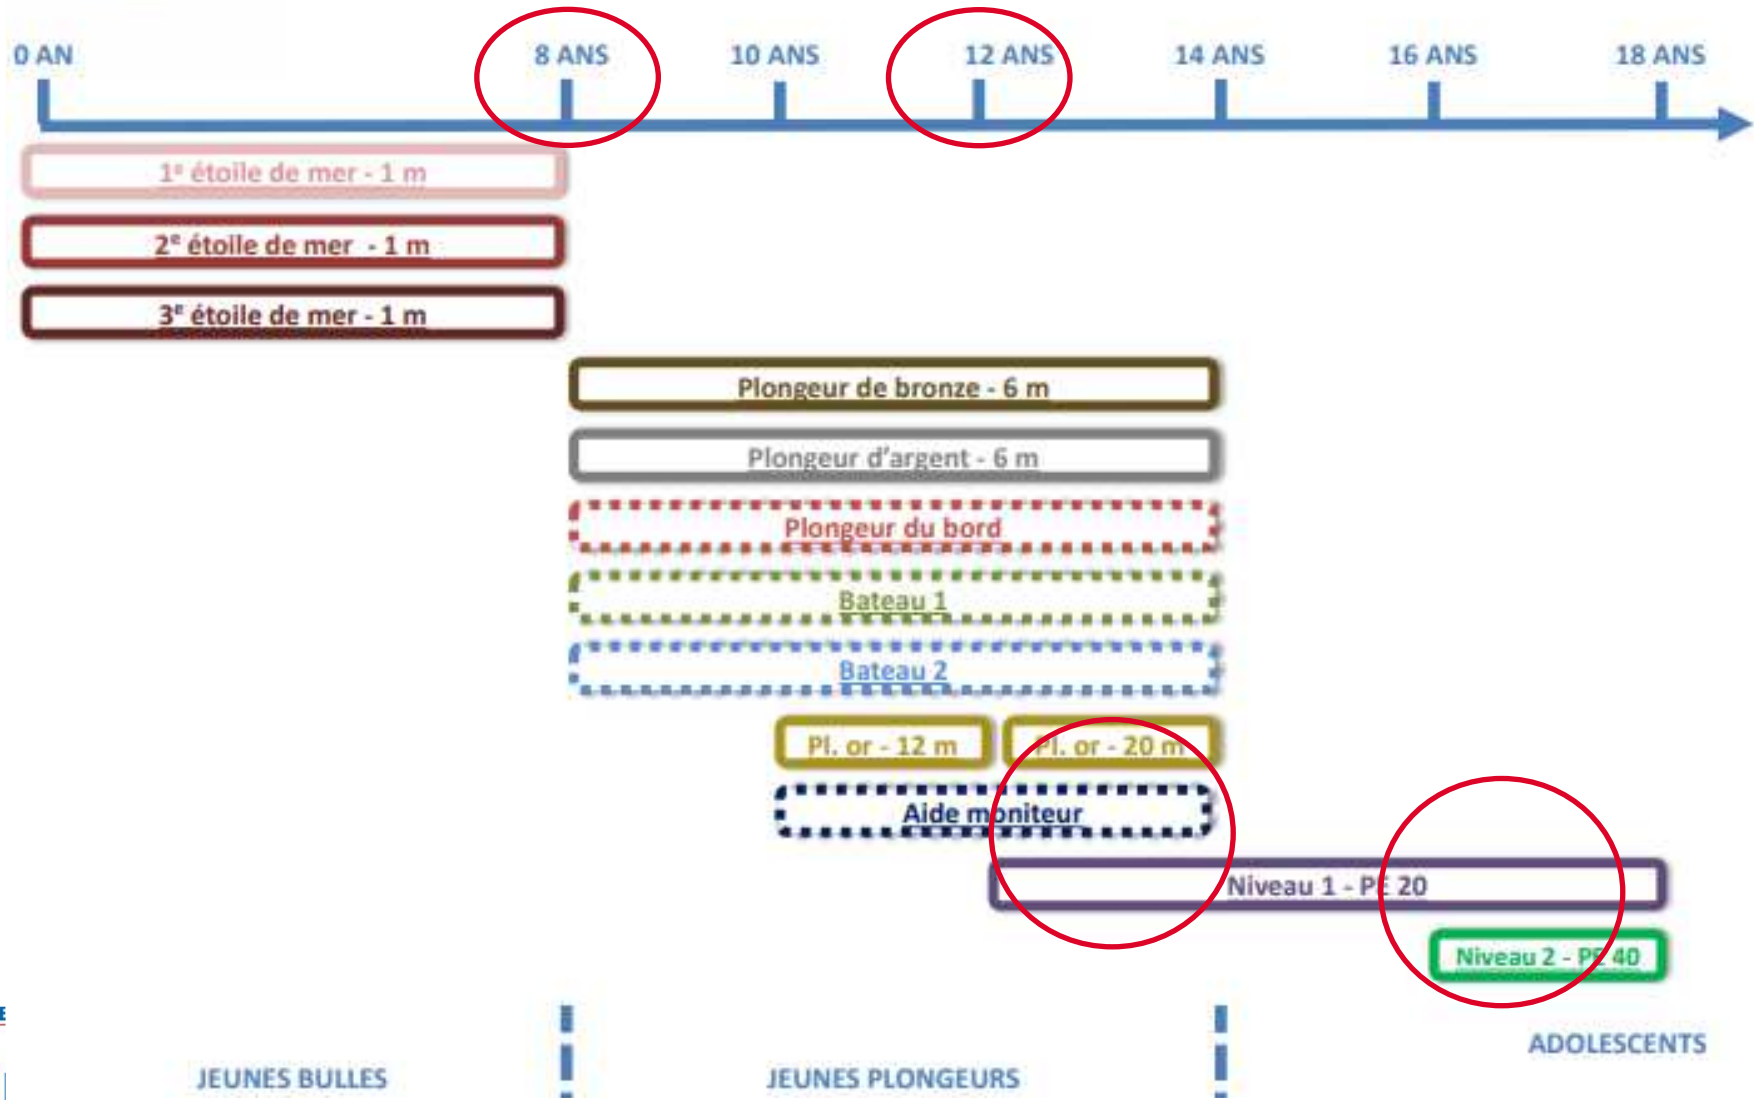 0 AN 8 ANS 10 ANS 12 ANS 14 ANS 16 ANS 18 ANS
1ᵉ étoile de mer - 1 m
2ᵉ étoile de mer - 1 m
3ᵉ étoile de mer - 1 m
Plongeur de bronze - 6 m
Plongeur d'argent - 6 m
Plongeur du bord
Bateau 1
Bateau 2
Pl. or - 12 m Pl. or - 20 m
Aide moniteur
Niveau 1 - PE 20
Niveau 2 - PE 40
ADOLESCENTS
JEUNES BULLES JEUNES PLONGEURS